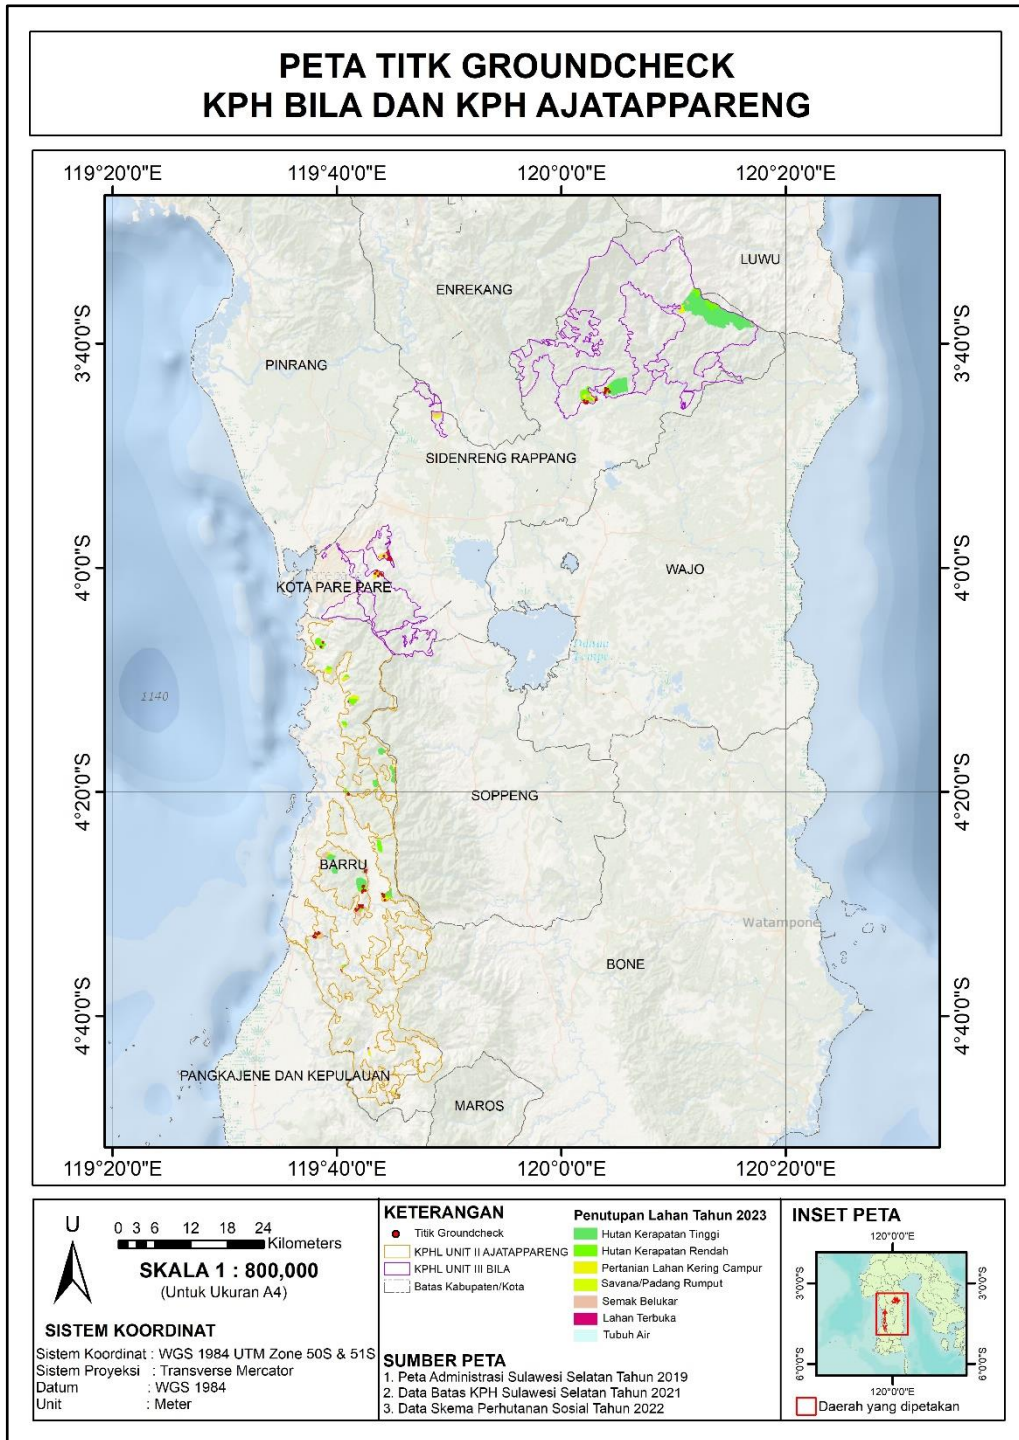 PETA TITK GROUNDCHECK
KPH BILA DAN KPH AJATAPPARENG
119°20'0"E 119°40'0"E 120°0'0"E 120°20'0"E
LUWU
ENREKANG
3°40'0"S 3°40'0"S
PINRANG
SIDENRENG RAPPANG
4°0'0"S WAJO 4°0'0"S
KOTA PARE PARE
1140
4°20'0"S SOPPENG 4°20'0"S
BARRU
Watampone
BONE
4°40'0"S 4°40'0"S
PANGKAJENE DAN KEPULAUAN
MAROS
119°20'0"E 119°40'0"E 120°0'0"E 120°20'0"E
U
0 3 6 12 18 24
Kilometers
SKALA 1 : 800,000
(Untuk Ukuran A4)
SISTEM KOORDINAT
Sistem Koordinat : WGS 1984 UTM Zone 50S & 51S
Sistem Proyeksi : Transverse Mercator
Datum : WGS 1984
Unit : Meter
KETERANGAN
Titik Groundcheck
KPHL UNIT II AJATAPPARENG
KPHL UNIT III BILA
Batas Kabupaten/Kota
Penutupan Lahan Tahun 2023
Hutan Kerapatan Tinggi
Hutan Kerapatan Rendah
Pertanian Lahan Kering Campur
Savana/Padang Rumput
Semak Belukar
Lahan Terbuka
Tubuh Air
SUMBER PETA
1. Peta Administrasi Sulawesi Selatan Tahun 2019
2. Data Batas KPH Sulawesi Selatan Tahun 2021
3. Data Skema Perhutanan Sosial Tahun 2022
INSET PETA
120°0'0"E
3°0'0"S 3°0'0"S
6°0'0"S 6°0'0"S
120°0'0"E
Daerah yang dipetakan